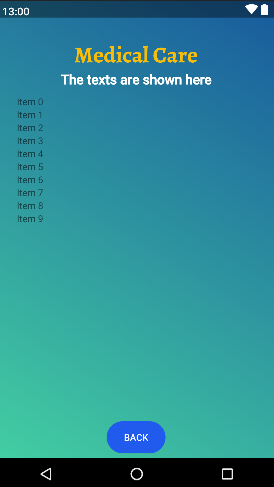 13:00
Medical Care
The texts are shown here
Item 0
Item 1
Item 2
Item 3
Item 4
Item 5
Item 6
Item 7
Item 8
Item 9
BACK